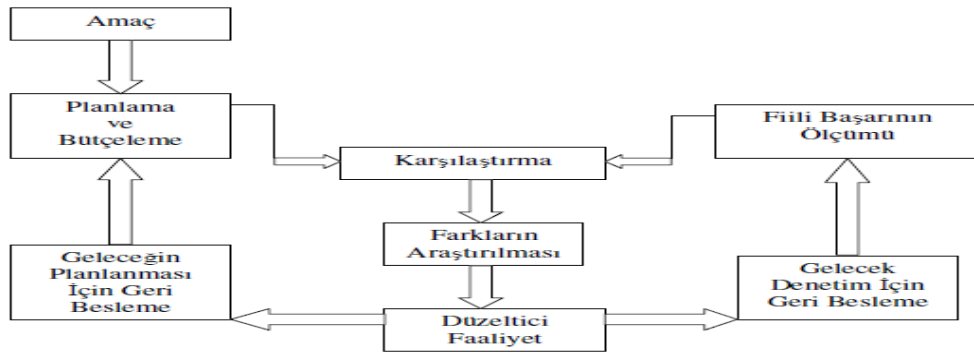 Amaç
Planlama
ve
Bütçeleme
Fiili Başarının
Ölçümü
Karşılaştırma
Farkların
Araştırılması
Geleceğin
Planlanması
İçin Geri
Besleme
Gelecek
Denetim İçin
Geri Besleme
Düzeltici
Faaliyet